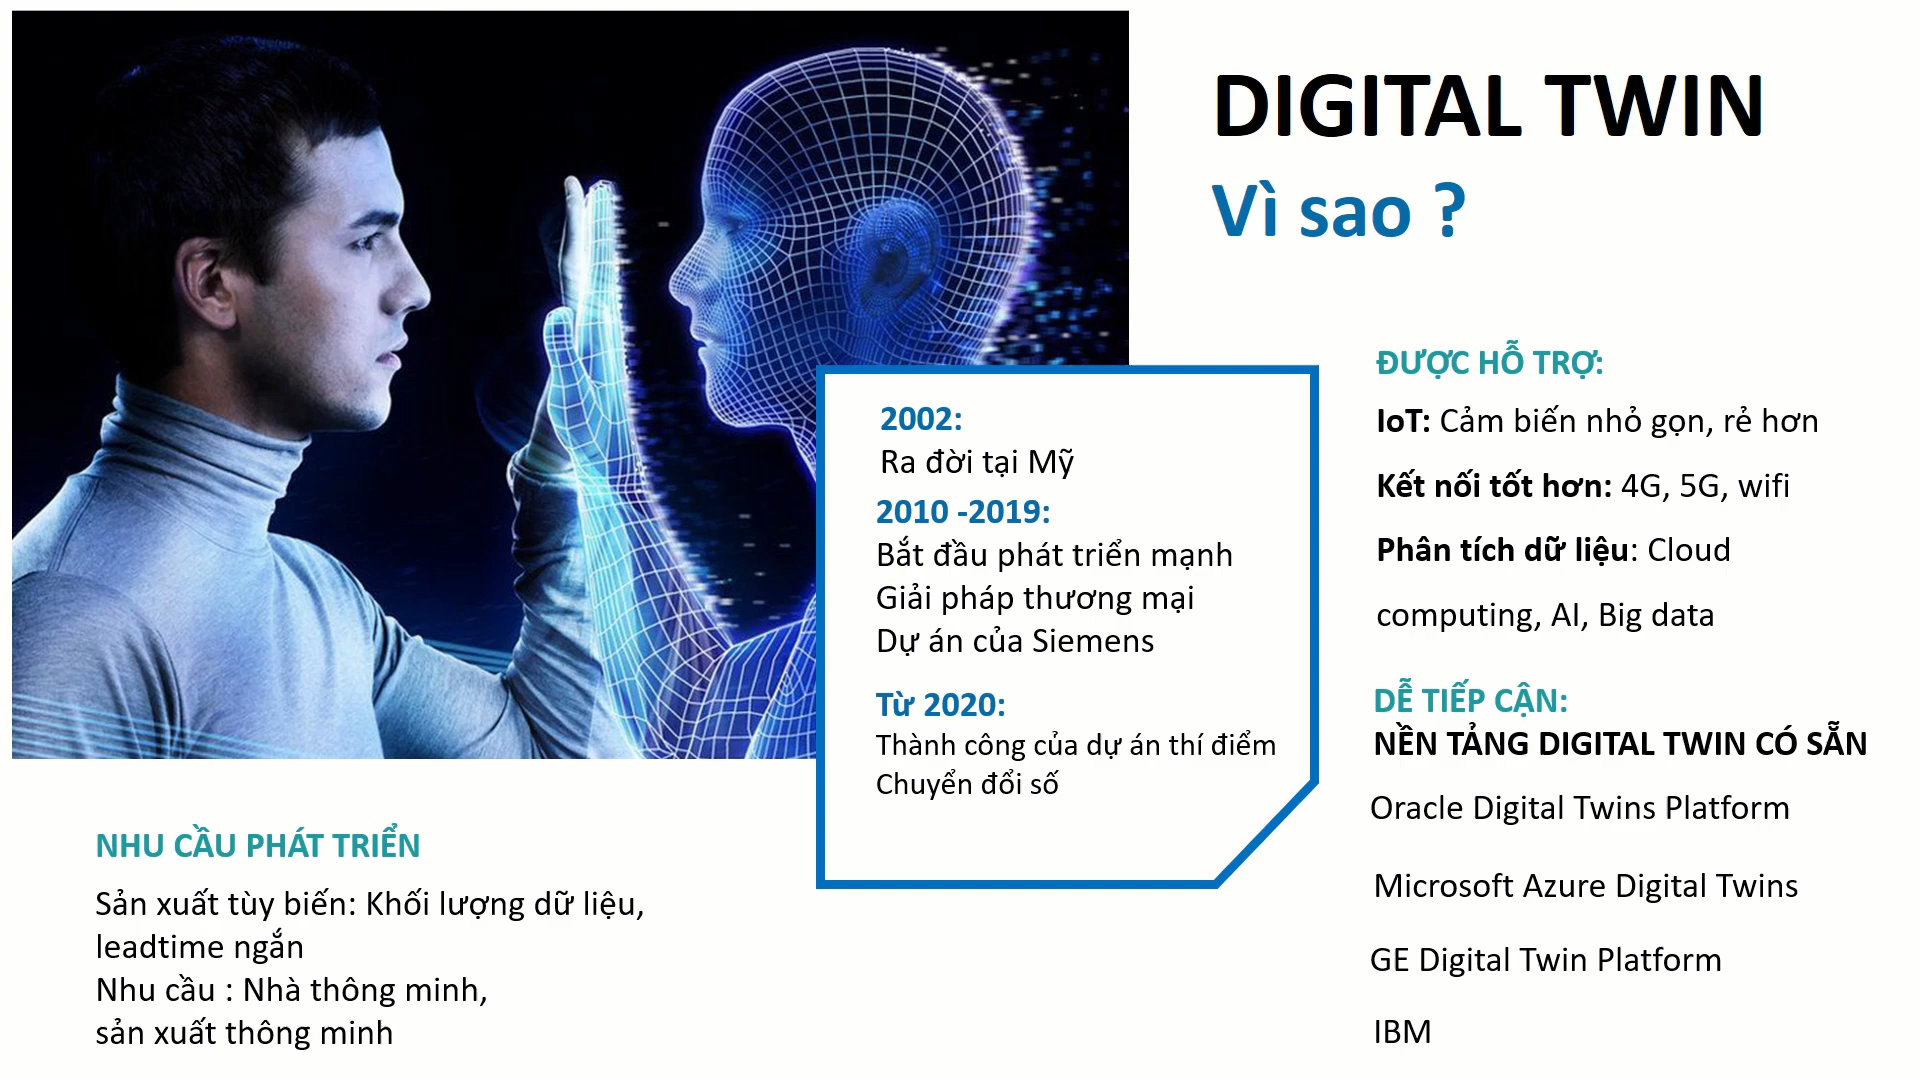 DIGITAL TWIN
Vì sao ?
2002:
Ra đời tại Mỹ
2010 -2019:
Bắt đầu phát triển mạnh
Giải pháp thương mại
Dự án của Siemens
Từ 2020:
Thành công của dự án thí điểm
Chuyển đổi số
ĐƯỢC HỖ TRỢ:
IoT: Cảm biến nhỏ gọn, rẻ hơn
Kết nối tốt hơn: 4G, 5G, wifi
Phân tích dữ liệu: Cloud
computing, AI, Big data
DỄ TIẾP CẬN:
NỀN TẢNG DIGITAL TWIN CÓ SẴN
Oracle Digital Twins Platform
Microsoft Azure Digital Twins
GE Digital Twin Platform
IBM
NHU CẦU PHÁT TRIỂN
Sản xuất tùy biến: Khối lượng dữ liệu,
leadtime ngắn
Nhu cầu : Nhà thông minh,
sản xuất thông minh